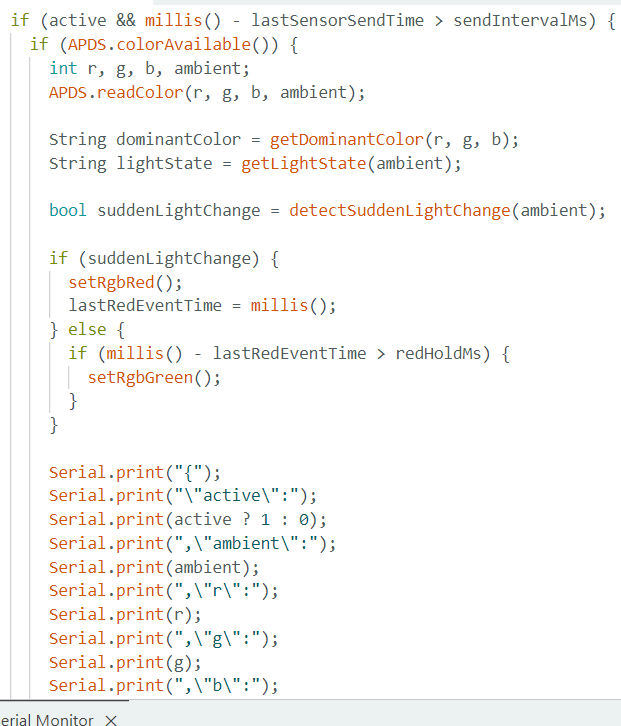 if (active && millis() - lastSensorSendTime > sendIntervalMs) {
if (APDS.colorAvailable()) {
int r, g, b, ambient;
APDS.readColor(r, g, b, ambient);
String dominantColor = getDominantColor(r, g, b);
String lightState = getLightState(ambient);
bool suddenLightChange = detectSuddenLightChange(ambient);
if (suddenLightChange) {
setRgbRed();
lastRedEventTime = millis();
} else {
if (millis() - lastRedEventTime > redHoldMs) {
setRgbGreen();
}
}
Serial.print("{");
Serial.print("\"active\":");
Serial.print(active ? 1 : 0);
Serial.print(",\"ambient\":");
Serial.print(ambient);
Serial.print(",\"r\":");
Serial.print(r);
Serial.print(",\"g\":");
Serial.print(g);
Serial.print(",\"b\":");
erial Monitor ×